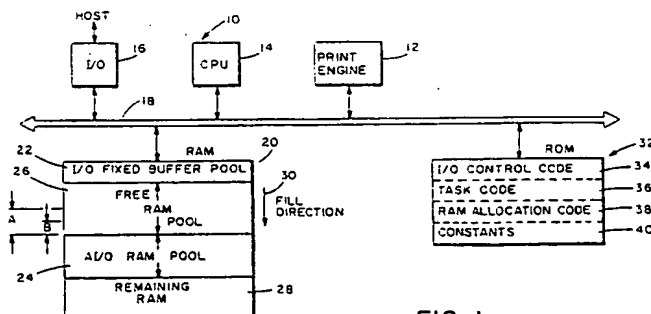 HOST
10
16
I/O
14
CPU
12
PRINT
ENGINE
18
RAM
20
ROM
32
22
I/O FIXED BUFFER POOL
I/O CONTROL CODE
34
26
FREE
30
TASK CODE
36
A
RAM
FILL
DIRECTION
RAM ALLOCATION CODE
38
B
POOL
CONSTANTS
40
AI/O RAM POOL
24
REMAINING
RAM
28